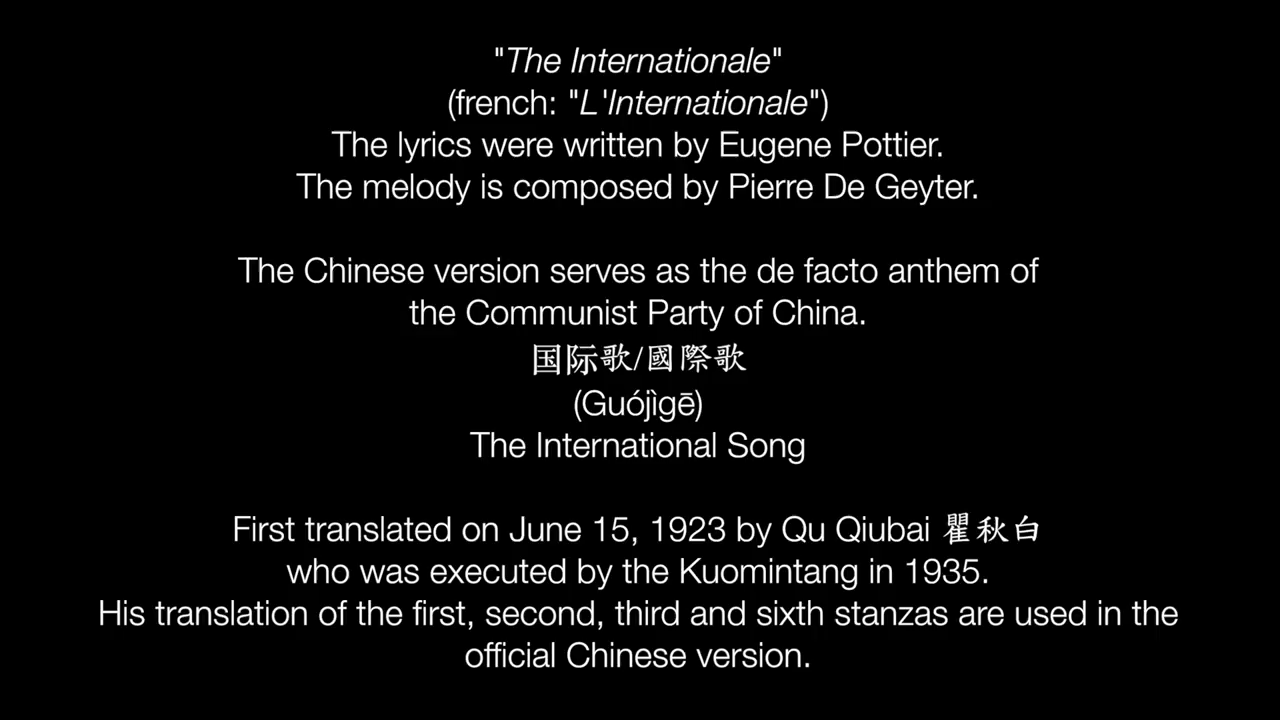 "The Internationale"
(french: "L'Internationale")
The lyrics were written by Eugene Pottier.
The melody is composed by Pierre De Geyter.
The Chinese version serves as the de facto anthem of
the Communist Party of China.
国际歌/國際歌
(Guójìgē)
The International Song
First translated on June 15, 1923 by Qu Qiubai 瞿秋白
who was executed by the Kuomintang in 1935.
His translation of the first, second, third and sixth stanzas are used in the
official Chinese version.